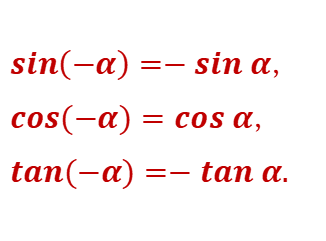 sin(−α) =− sin α,
cos(−α) = cos α,
tan(−α) =− tan α.